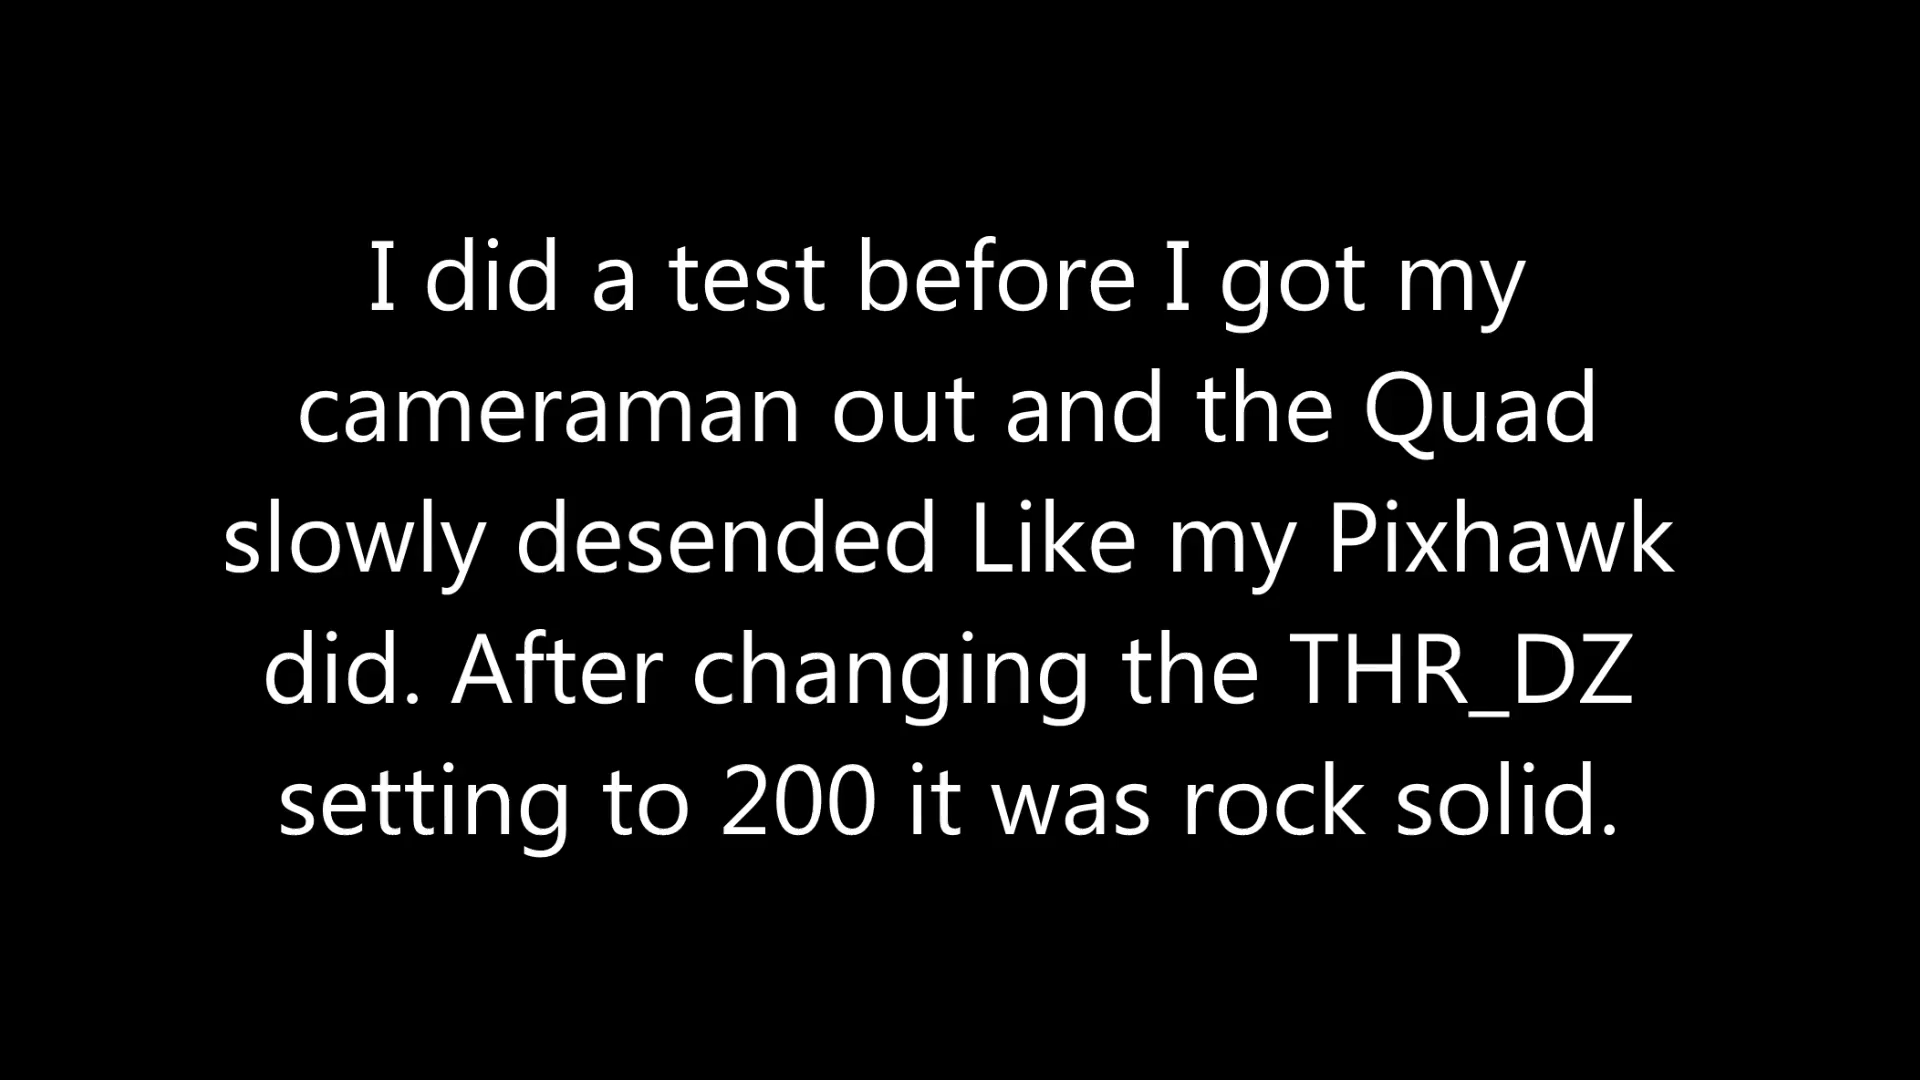 I did a test before I got my
cameraman out and the Quad
slowly desended Like my Pixhawk
did. After changing the THR_DZ
setting to 200 it was rock solid.